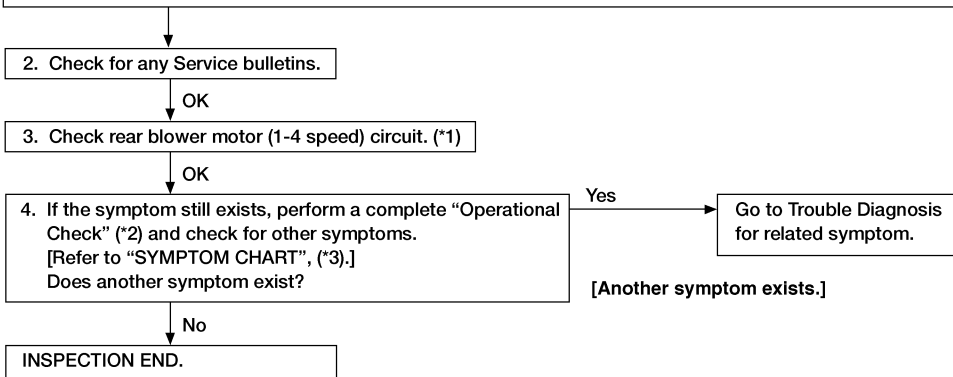 2. Check for any Service bulletins.
OK
3. Check rear blower motor (1-4 speed) circuit. (*1)
OK
4. If the symptom still exists, perform a complete “Operational
Check” (*2) and check for other symptoms.
[Refer to “SYMPTOM CHART”, (*3).]
Does another symptom exist?
Yes
Go to Trouble Diagnosis
for related symptom.
[Another symptom exists.]
No
INSPECTION END.